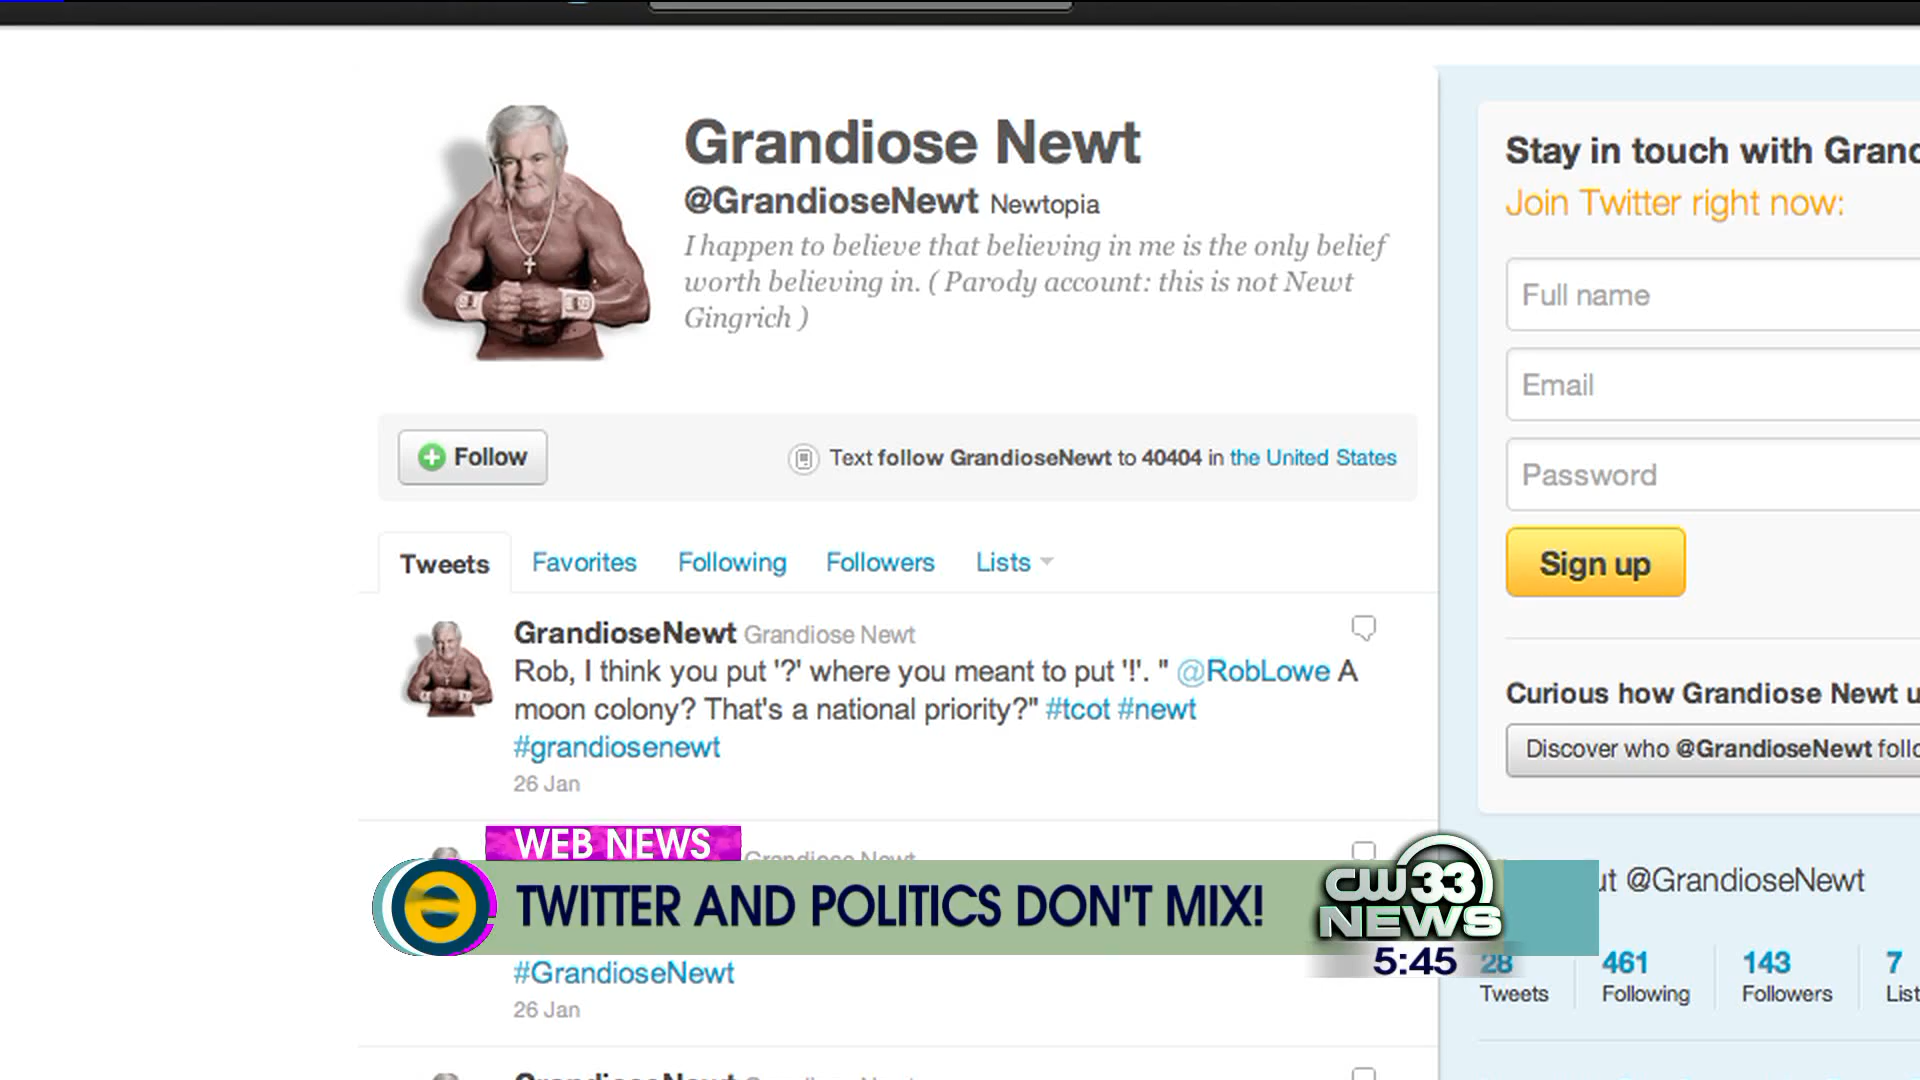 Grandiose Newt
@GrandioseNewt Newtopia
I happen to believe that believing in me is the only belief
worth believing in. ( Parody account: this is not Newt
Gingrich )
Follow
Text follow GrandioseNewt to 40404 in the United States
Tweets Favorites Following Followers Lists
GrandioseNewt Grandiose Newt
Rob, I think you put '?' where you meant to put '!'. " @RobLowe A
moon colony? That's a national priority?" #tcot #newt
#grandiosenewt
26 Jan
Grandiose Newt
#GrandioseNewt
26 Jan
GrandioseNewt Grandiose Newt
Stay in touch with Grand
Join Twitter right now:
Full name
Email
Password
Sign up
Curious how Grandiose Newt u
Discover who @GrandioseNewt follo
ut @GrandioseNewt
28 461 143 7
Tweets Following Followers List
WEB NEWS
e TWITTER AND POLITICS DON'T MIX!
CW33
NEWS
5:45